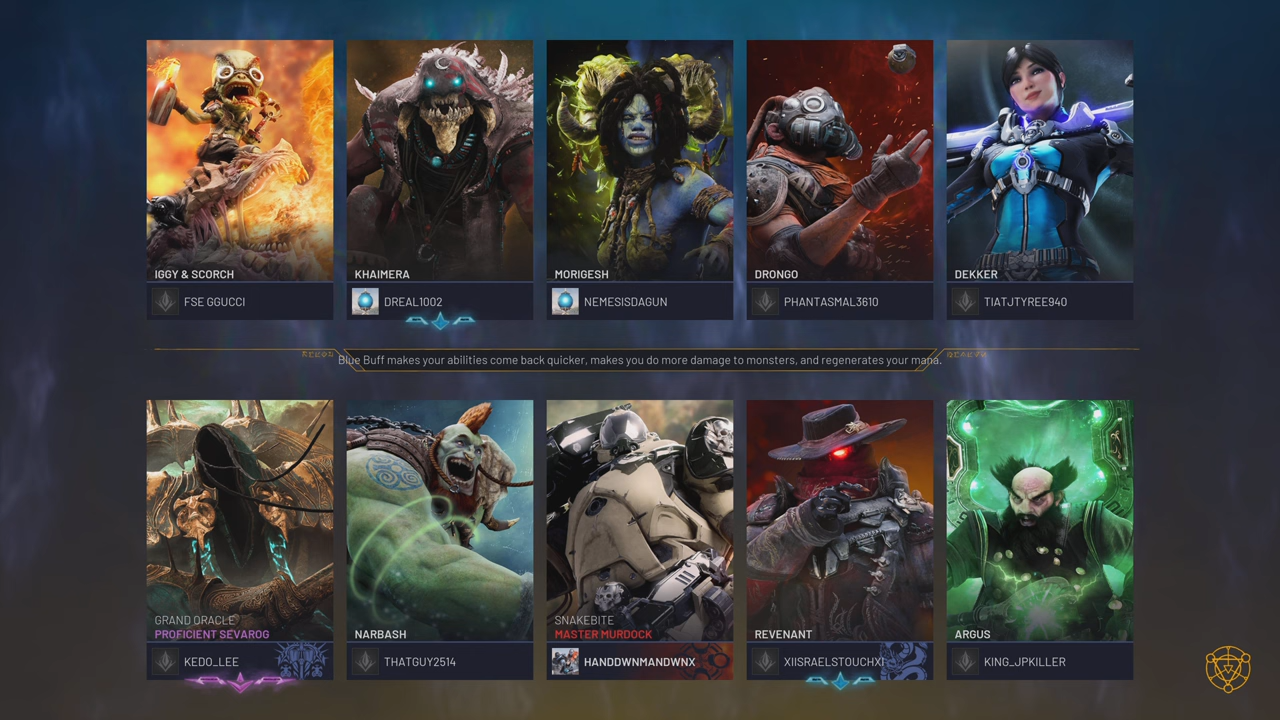 IGGY & SCORCH
FSE GGUCCI
KHAIMERA
DREAL1002
MORIGESH
NEMESISDAGUN
DRONGO
PHANTASMAL3610
DEKKER
TIATJTYREE940
Blue Buff makes your abilities come back quicker, makes you do more damage to monsters, and regenerates your mana.
GRAND ORACLE
PROFICIENT SEVAROG
KEDO_LEE
NARBASH
THATGUY2514
SNAKEBITE
MASTER MURDOCK
HANDDWNMANDWNX
REVENANT
XIISRAELSTOUCHXI
ARGUS
KING_JPKILLER